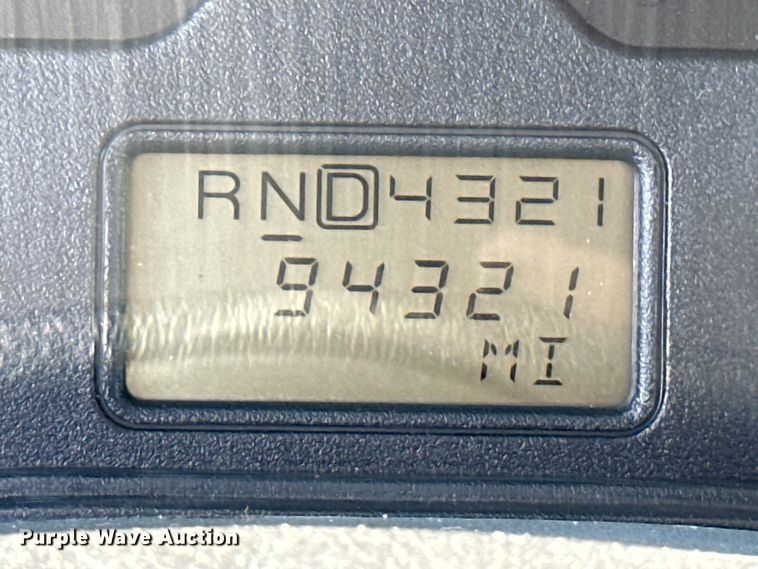 RND4321
94321
MI
Purple Wave Auction